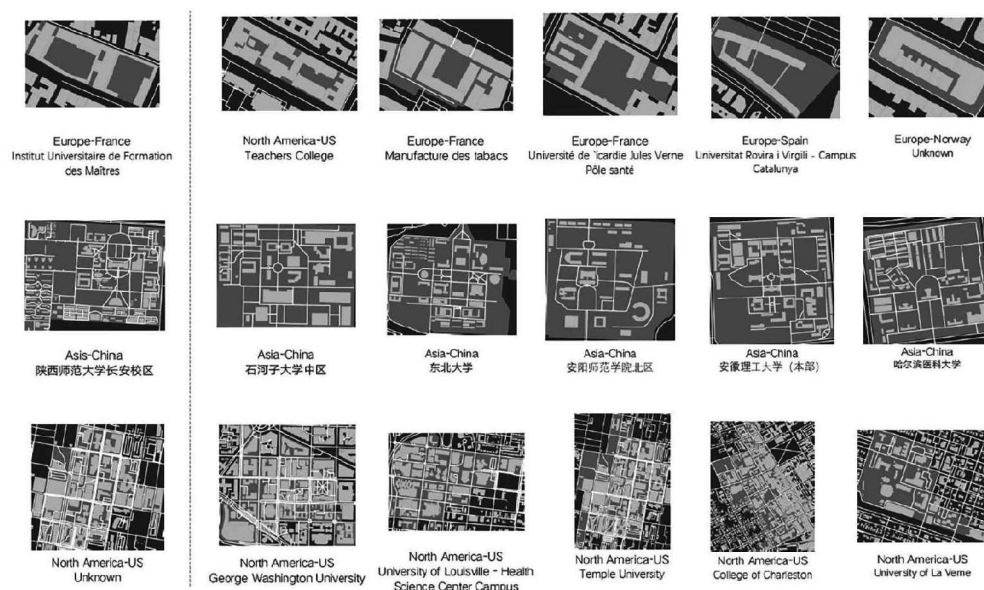 Europe-France
Institut Universitaire de Formation
des Maîtres
North America-US
Teachers College
Europe-France
Manufacture des tabacs
Europe-France
Université de ˇicardie Jules Verne
Pôle santé
Europe-Spain
Universitat Rovira i Virgili - Campus
Catalunya
Europe-Norway
Unknown
Asis-China
陕西师范大学长安校区
Asia-China
石河子大学中区
Asia-China
东北大学
Asia-China
安阳师范学院北区
Asia-China
安徽理工大学（本部）
Asia-China
哈尔滨医科大学
North America-US
Unknown
North America-US
George Washington University
North America-US
University of Louisville - Health
Science Center Campus
North America-US
Temple University
North America-US
College of Charleston
North America-US
University of La Verne